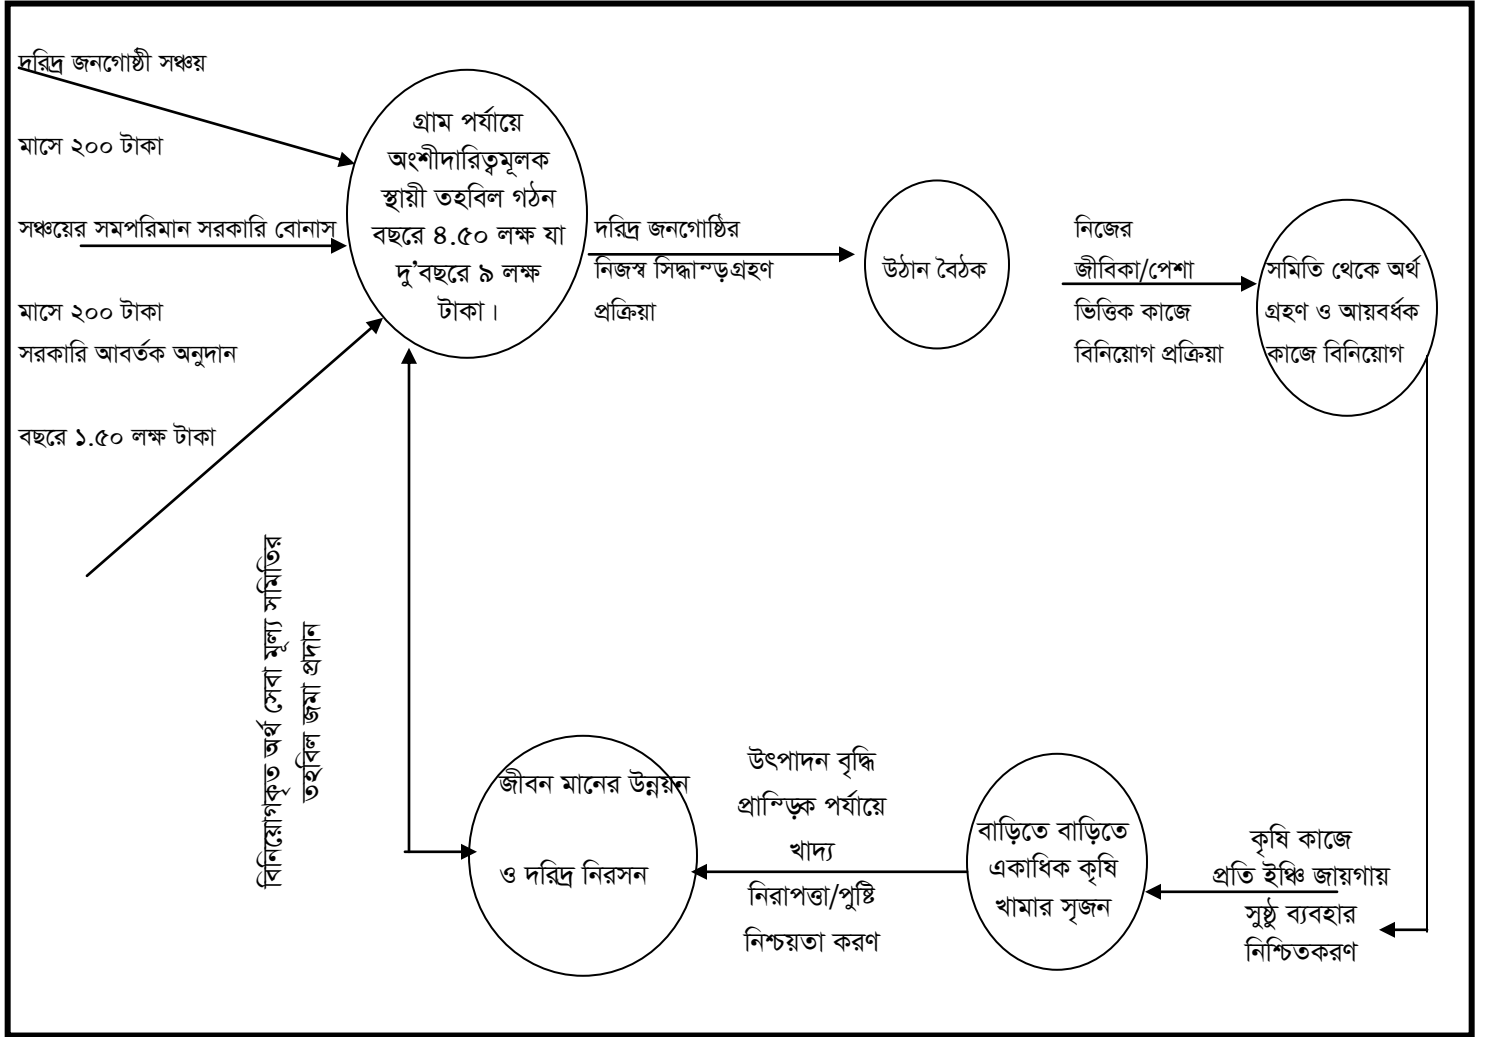 দরিদ্র জনগোষ্ঠী সঞ্চয়
মাসে ২০০ টাকা
সঞ্চয়ের সমপরিমান সরকারি বোনাস
মাসে ২০০ টাকা
সরকারি আবর্তক অনুদান
বছরে ১.৫০ লক্ষ টাকা
গ্রাম পর্যায়ে
অংশীদারিত্বমূলক
স্থায়ী তহবিল গঠন
বছরে ৪.৫০ লক্ষ যা
দু’বছরে ৯ লক্ষ
টাকা।
দরিদ্র জনগোষ্ঠির
নিজস্ব সিদ্ধান্ড়গ্রহণ
প্রক্রিয়া
উঠান বৈঠক
নিজের
জীবিকা/পেশা
ভিত্তিক কাজে
বিনিয়োগ প্রক্রিয়া
সমিতি থেকে অর্থ
গ্রহণ ও আয়বর্ধক
কাজে বিনিয়োগ
কৃষি কাজে
প্রতি ইঞ্চি জায়গায়
সুষ্ঠু ব্যবহার
নিশ্চিতকরণ
বাড়িতে বাড়িতে
একাধিক কৃষি
খামার সৃজন
উৎপাদন বৃদ্ধি
প্রান্ড়িক পর্যায়ে
খাদ্য
নিরাপত্তা/পুষ্টি
নিশ্চয়তা করণ
জীবন মানের উন্নয়ন
ও দরিদ্র নিরসন
বিনিয়োগকৃত অর্থ সেবা মূল্য সমিতির
তহবিল জমা প্রদান